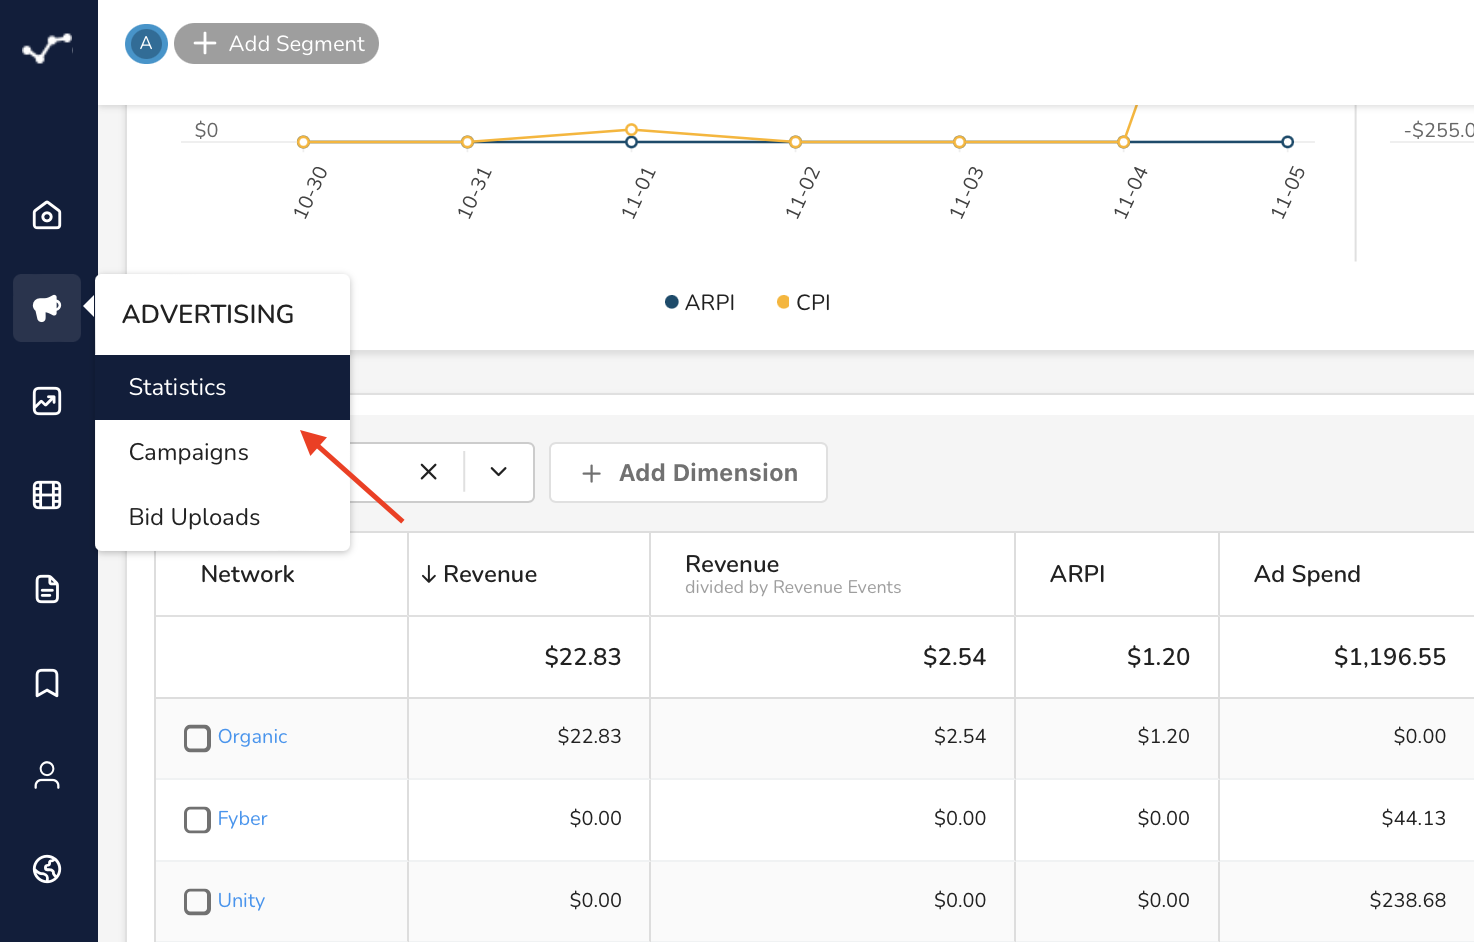 A
Add Segment
$0
-$255.0
10-30
10-31
11-01
11-02
11-03
11-04
11-05
ARPI
CPI
ADVERTISING
Statistics
Campaigns
Bid Uploads
Add Dimension
Network
Revenue
Revenue
divided by Revenue Events
ARPI
Ad Spend
$22.83
$2.54
$1.20
$1,196.55
Organic
$22.83
$2.54
$1.20
$0.00
Fyber
$0.00
$0.00
$0.00
$44.13
Unity
$0.00
$0.00
$0.00
$238.68